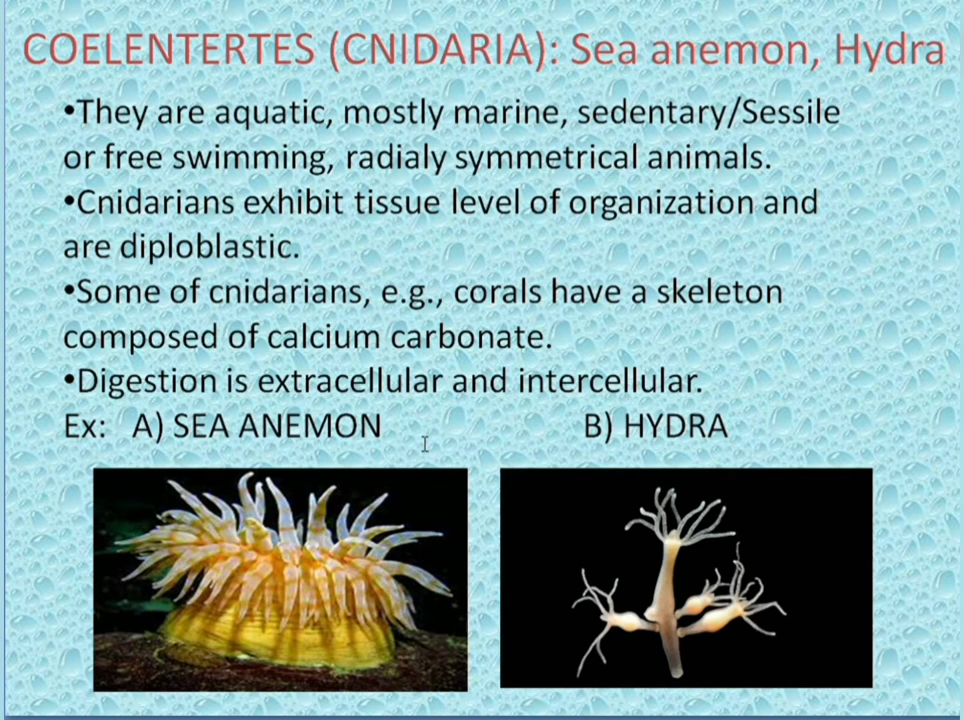 COELENTERTES (CNIDARIA): Sea anemon, Hydra
•They are aquatic, mostly marine, sedentary/Sessile
or free swimming, radialy symmetrical animals.
•Cnidarians exhibit tissue level of organization and
are diploblastic.
•Some of cnidarians, e.g., corals have a skeleton
composed of calcium carbonate.
•Digestion is extracellular and intercellular.
Ex: A) SEA ANEMON B) HYDRA